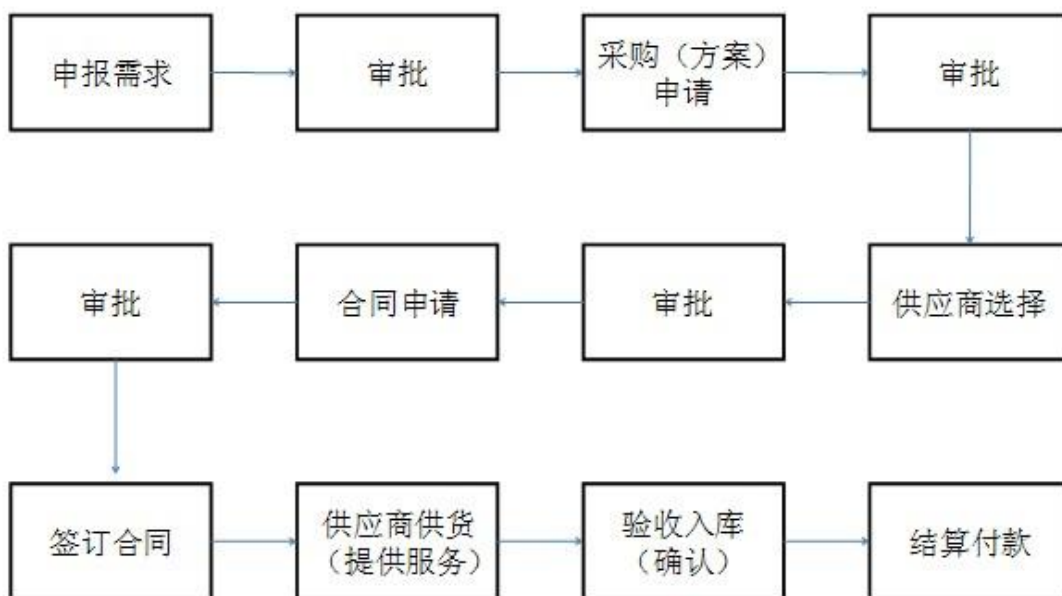 申报需求
审批
采购（方案）
申请
审批
供应商选择
审批
合同申请
审批
签订合同
供应商供货
（提供服务）
验收入库
（确认）
结算付款